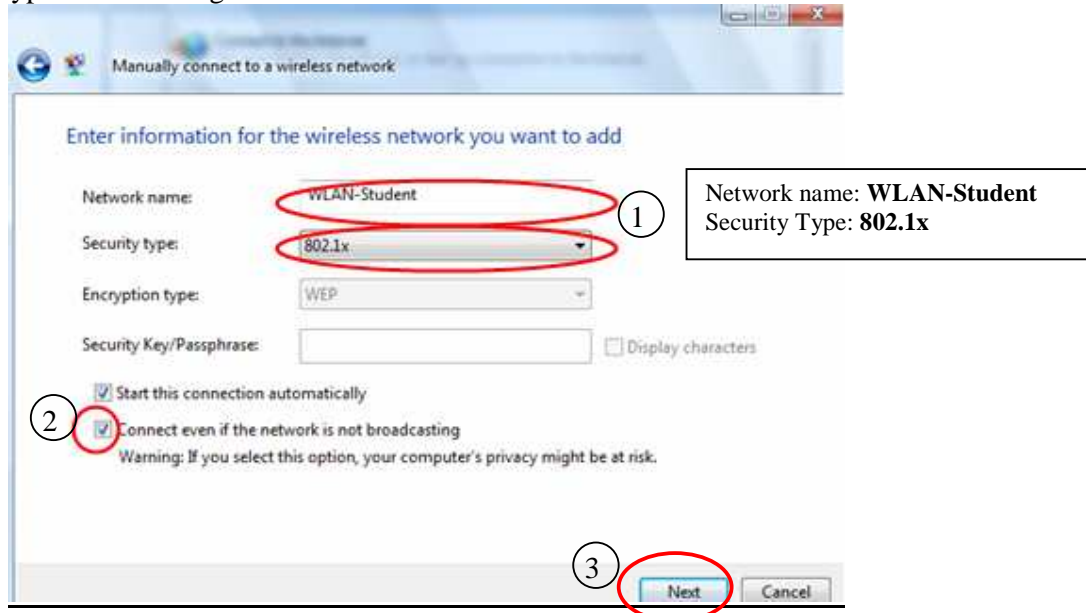 Manually connect to a wireless network
Enter information for the wireless network you want to add
Network name: WLAN-Student
1
Network name: WLAN-Student
Security Type: 802.1x
Security type: 802.1x
Encryption type: WEP
Security Key/Passphrase: Display characters
Start this connection automatically
2
Connect even if the network is not broadcasting
Warning: If you select this option, your computer's privacy might be at risk.
3
Next Cancel